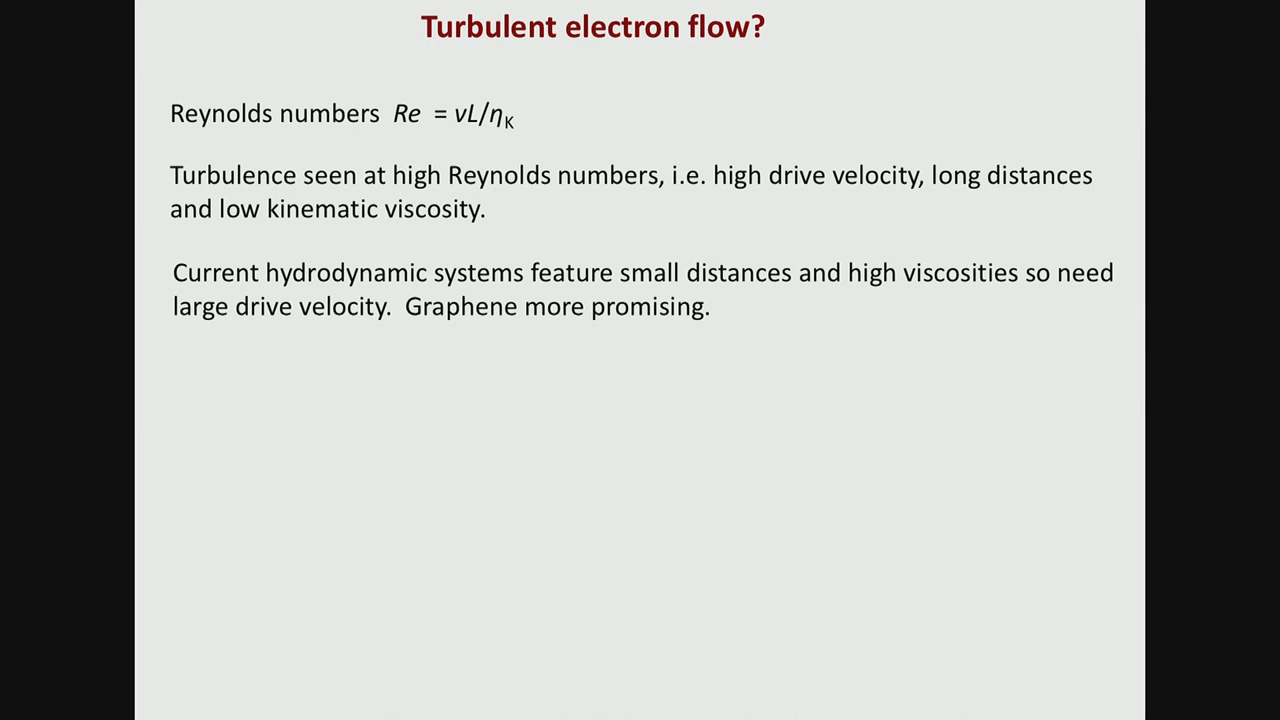 Turbulent electron flow?
Reynolds numbers Re = vL/ηK
Turbulence seen at high Reynolds numbers, i.e. high drive velocity, long distances
and low kinematic viscosity.
Current hydrodynamic systems feature small distances and high viscosities so need
large drive velocity. Graphene more promising.